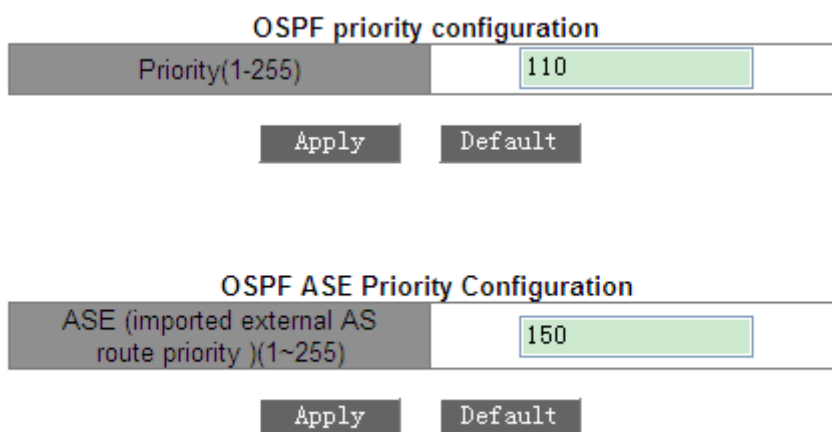 OSPF priority configuration
Priority(1-255) 110
Apply Default
OSPF ASE Priority Configuration
ASE (imported external AS
route priority )(1~255) 150
Apply Default